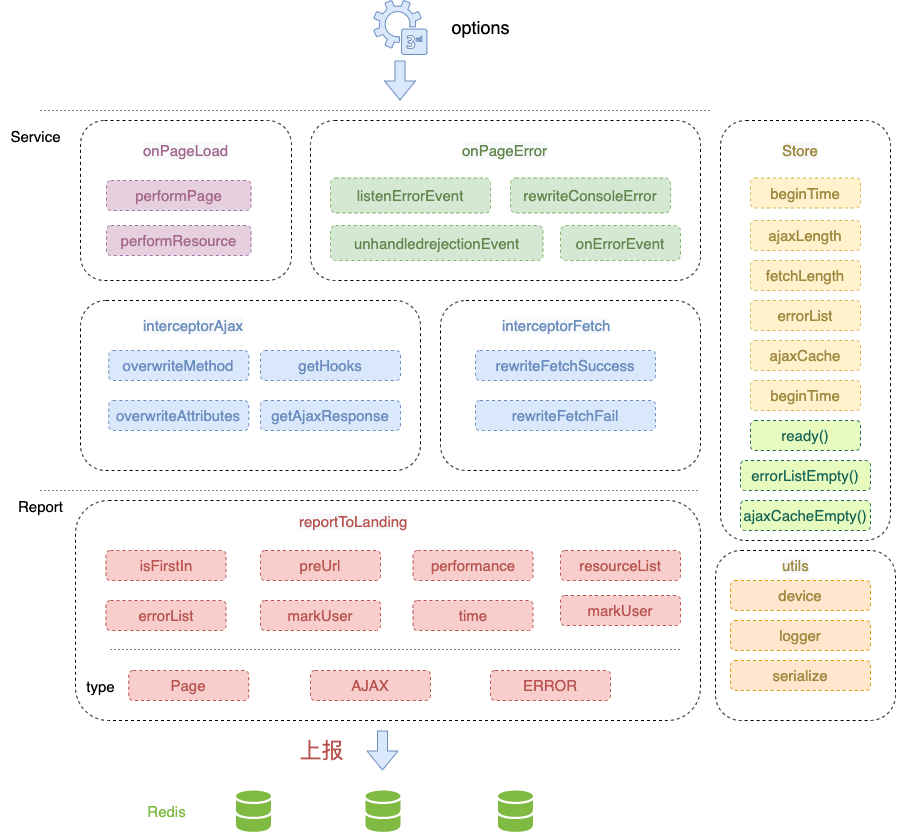 3rd
options
Service
onPageLoad
performPage
performResource
onPageError
listenErrorEvent
rewriteConsoleError
unhandledrejectionEvent
onErrorEvent
Store
beginTime
ajaxLength
fetchLength
errorList
ajaxCache
beginTime
ready()
errorListEmpty()
ajaxCacheEmpty()
interceptorAjax
overwriteMethod
getHooks
overwriteAttributes
getAjaxResponse
interceptorFetch
rewriteFetchSuccess
rewriteFetchFail
Report
reportToLanding
isFirstIn
preUrl
performance
resourceList
errorList
markUser
time
markUser
type
Page
AJAX
ERROR
utils
device
logger
serialize
上报
Redis